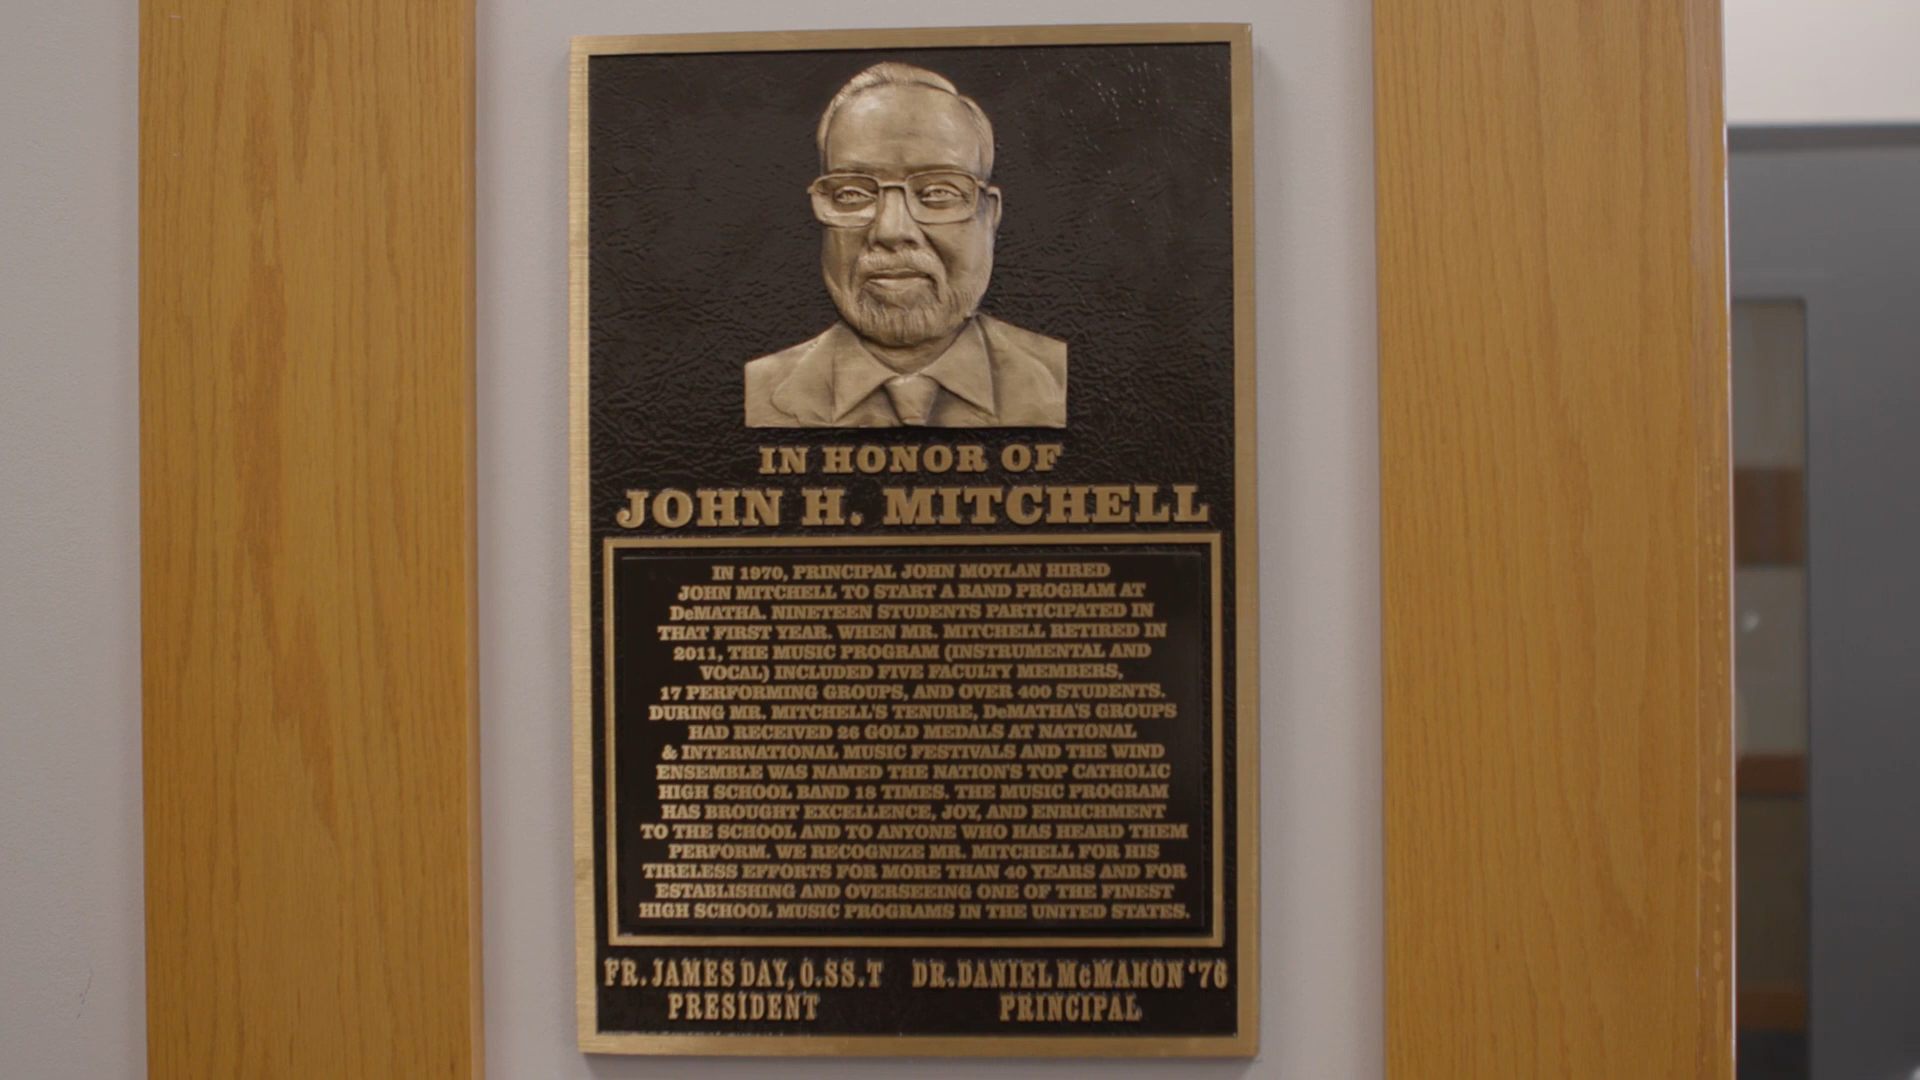 IN HONOR OF
JOHN H. MITCHELL
IN 1970, PRINCIPAL JOHN MOYLAN HIRED
JOHN MITCHELL TO START A BAND PROGRAM AT
DeMATHA. NINETEEN STUDENTS PARTICIPATED IN
THAT FIRST YEAR. WHEN MR. MITCHELL RETIRED IN
2011, THE MUSIC PROGRAM (INSTRUMENTAL AND
VOCAL) INCLUDED FIVE FACULTY MEMBERS,
17 PERFORMING GROUPS, AND OVER 400 STUDENTS.
DURING MR. MITCHELL'S TENURE, DeMATHA'S GROUPS
HAD RECEIVED 26 GOLD MEDALS AT NATIONAL
& INTERNATIONAL MUSIC FESTIVALS AND THE WIND
ENSEMBLE WAS NAMED THE NATION'S TOP CATHOLIC
HIGH SCHOOL BAND 18 TIMES. THE MUSIC PROGRAM
HAS BROUGHT EXCELLENCE, JOY, AND ENRICHMENT
TO THE SCHOOL AND TO ANYONE WHO HAS HEARD THEM
PERFORM. WE RECOGNIZE MR. MITCHELL FOR HIS
TIRELESS EFFORTS FOR MORE THAN 40 YEARS AND FOR
ESTABLISHING AND OVERSEEING ONE OF THE FINEST
HIGH SCHOOL MUSIC PROGRAMS IN THE UNITED STATES.
FR. JAMES DAY, O.SS.T
PRESIDENT
DR. DANIEL McMAHON '76
PRINCIPAL